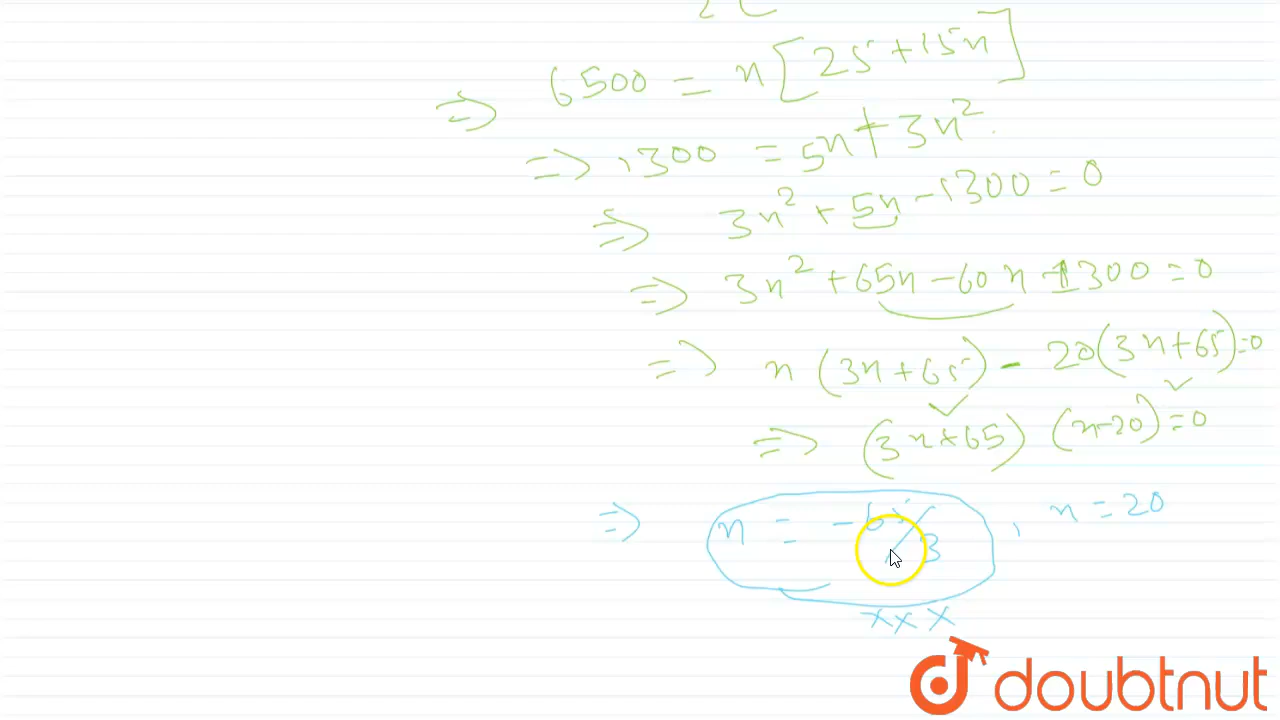 ⇒ 6500 = n[25+15n]
⇒ 1300 = 5n+3n²
⇒ 3n² + 5n - 1300 = 0
⇒ 3n² + 65n - 60n - 1300 = 0
⇒ n(3n+65) - 20(3n+65)=0
⇒ (3n+65) (n-20)=0
⇒ n = -65/3, n = 20
xxx
doubtnut